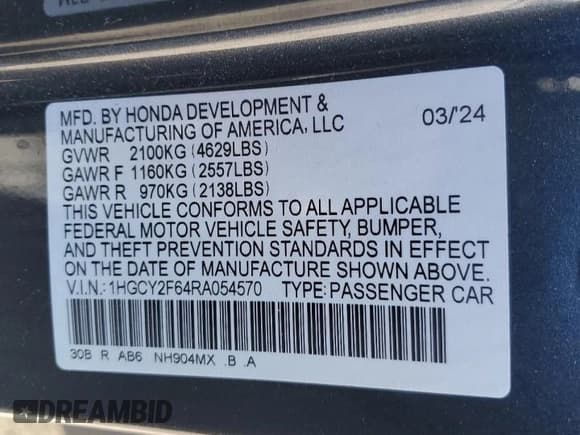 MFD. BY HONDA DEVELOPMENT &
MANUFACTURING OF AMERICA, LLC 03/'24
GVWR 2100KG (4629LBS)
GAWR F 1160KG (2557LBS)
GAWR R 970KG (2138LBS)
THIS VEHICLE CONFORMS TO ALL APPLICABLE
FEDERAL MOTOR VEHICLE SAFETY, BUMPER,
AND THEFT PREVENTION STANDARDS IN EFFECT
ON THE DATE OF MANUFACTURE SHOWN ABOVE.
V.I.N.: 1HGCY2F64RA054570 TYPE: PASSENGER CAR
30B R AB6 NH904MX .B .A
DREAMBID